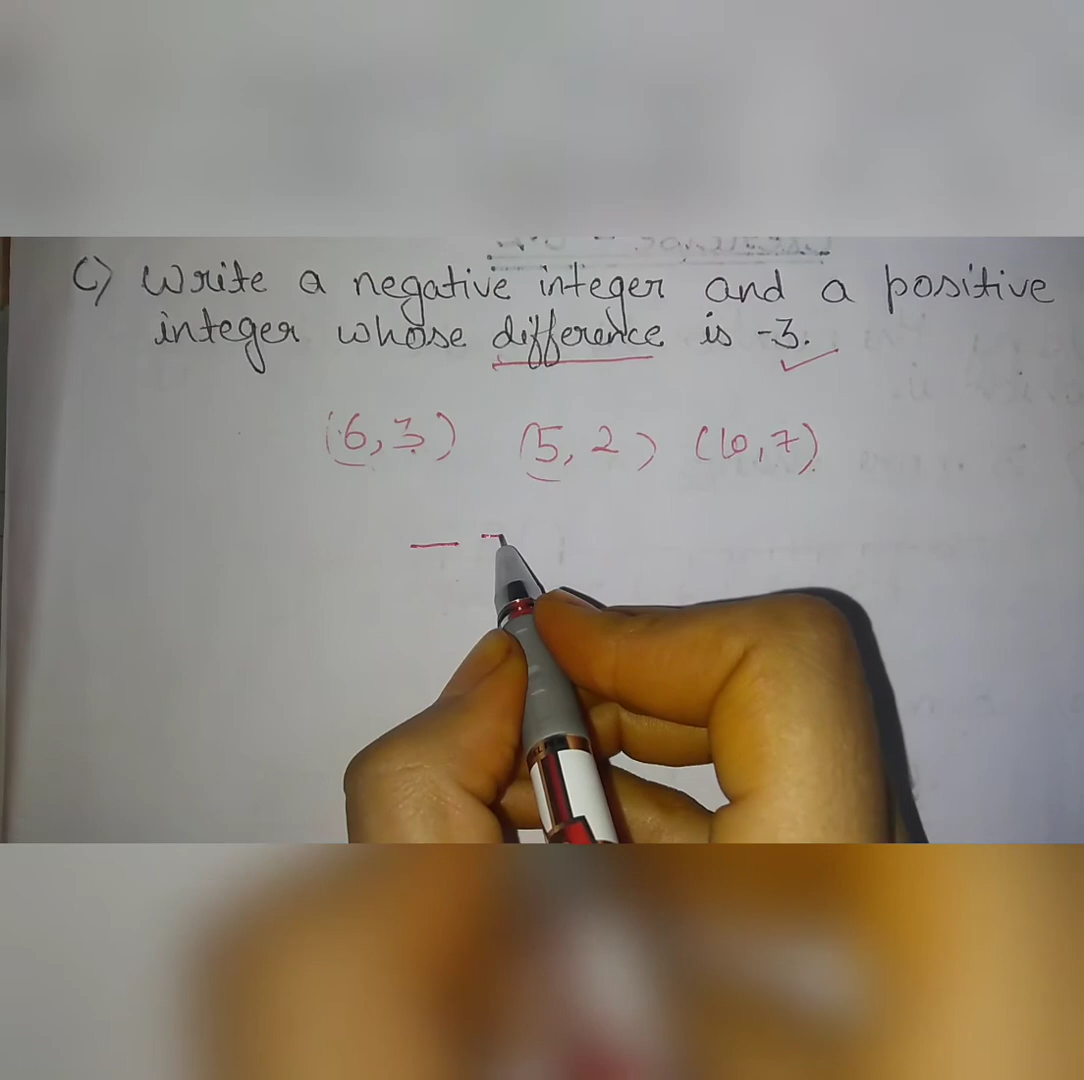 C) Write a negative integer and a positive
integer whose difference is -3.
(6,3) (5,2) (10,7)
— -